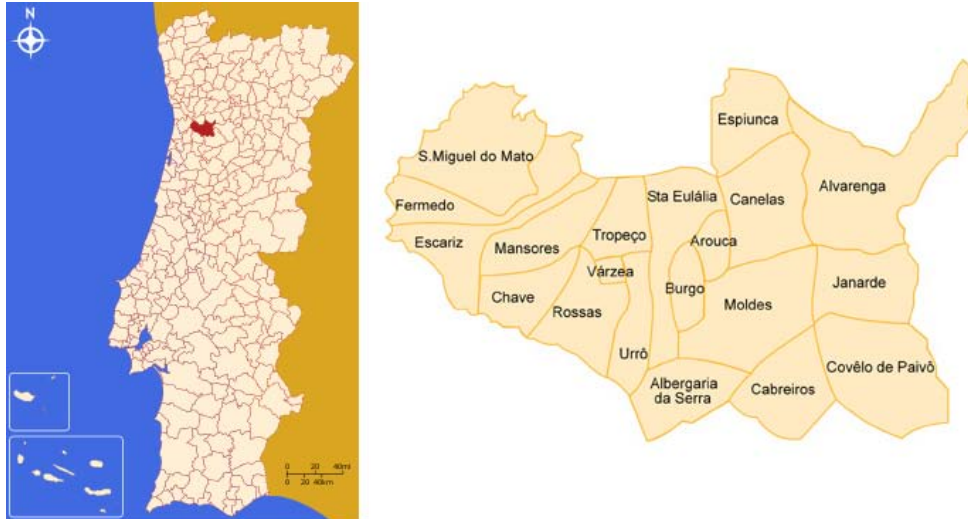 N
0 20 40mi
0 20 40km
Espiunca
S.Miguel do Mato
Alvarenga
Sta Eulália
Canelas
Fermedo
Tropeço
Arouca
Escariz
Mansores
Várzea
Janarde
Burgo
Chave
Moldes
Rossas
Urrô
Covêlo de Paivô
Albergaria
da Serra
Cabreiros